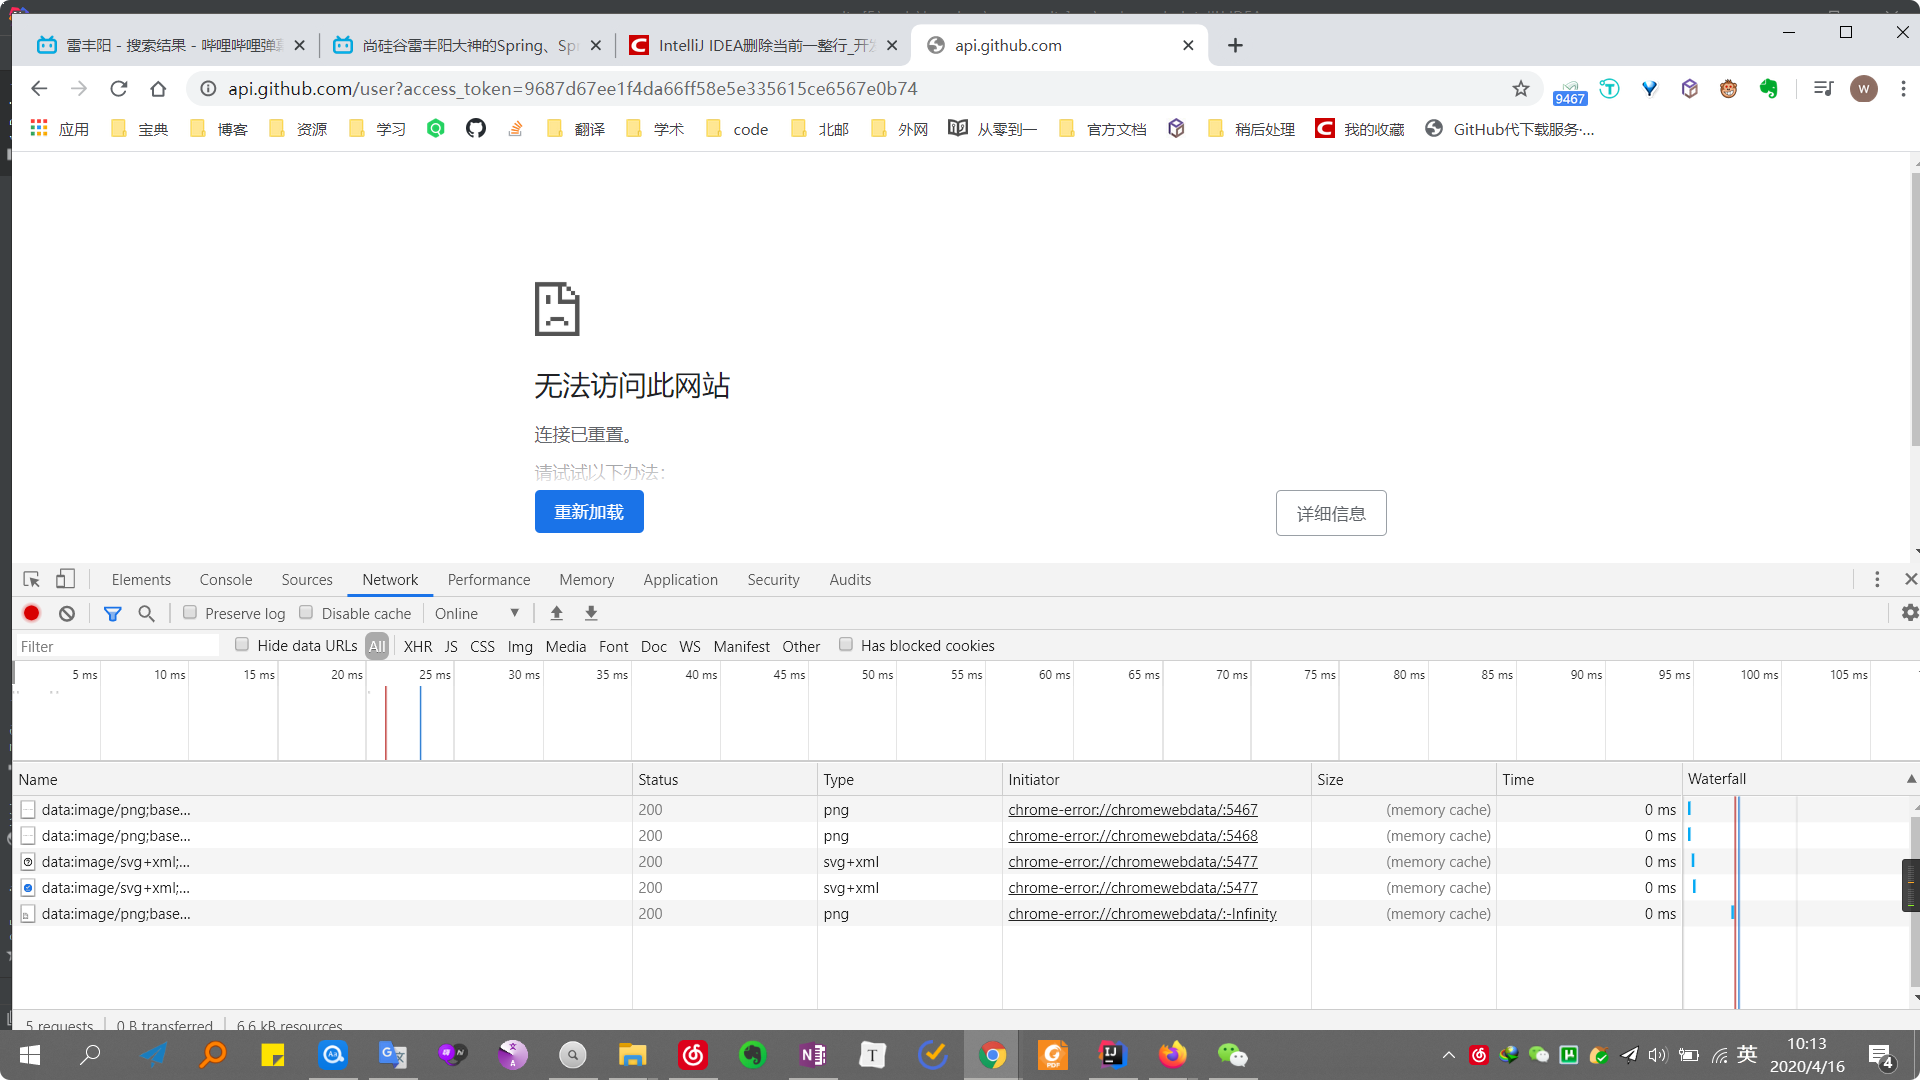 雷丰阳 - 搜索结果 - 哔哩哔哩弹
尚硅谷雷丰阳大神的Spring、Sp
IntelliJ IDEA删除当前一整行_开
api.github.com
api.github.com/user?access_token=9687d67ee1f4da66ff58e5e335615ce6567e0b74
9467
W
应用 宝典 博客 资源 学习 翻译 学术 code 北邮 外网 从零到一 官方文档 稍后处理 我的收藏 GitHub代下载服务·...
无法访问此网站
连接已重置。
请试试以下办法：
重新加载
详细信息
Elements Console Sources Network Performance Memory Application Security Audits
Preserve log Disable cache Online
Filter Hide data URLs All XHR JS CSS Img Media Font Doc WS Manifest Other Has blocked cookies
5 ms 10 ms 15 ms 20 ms 25 ms 30 ms 35 ms 40 ms 45 ms 50 ms 55 ms 60 ms 65 ms 70 ms 75 ms 80 ms 85 ms 90 ms 95 ms 100 ms 105 ms
Name Status Type Initiator Size Time Waterfall
data:image/png;base... 200 png chrome-error://chromewebdata/:5467 (memory cache) 0 ms
data:image/png;base... 200 png chrome-error://chromewebdata/:5468 (memory cache) 0 ms
data:image/svg+xml;... 200 svg+xml chrome-error://chromewebdata/:5477 (memory cache) 0 ms
data:image/svg+xml;... 200 svg+xml chrome-error://chromewebdata/:5477 (memory cache) 0 ms
data:image/png;base... 200 png chrome-error://chromewebdata/:-Infinity (memory cache) 0 ms
5 requests 0 B transferred 6.6 kB resources
英
10:13
2020/4/16
4